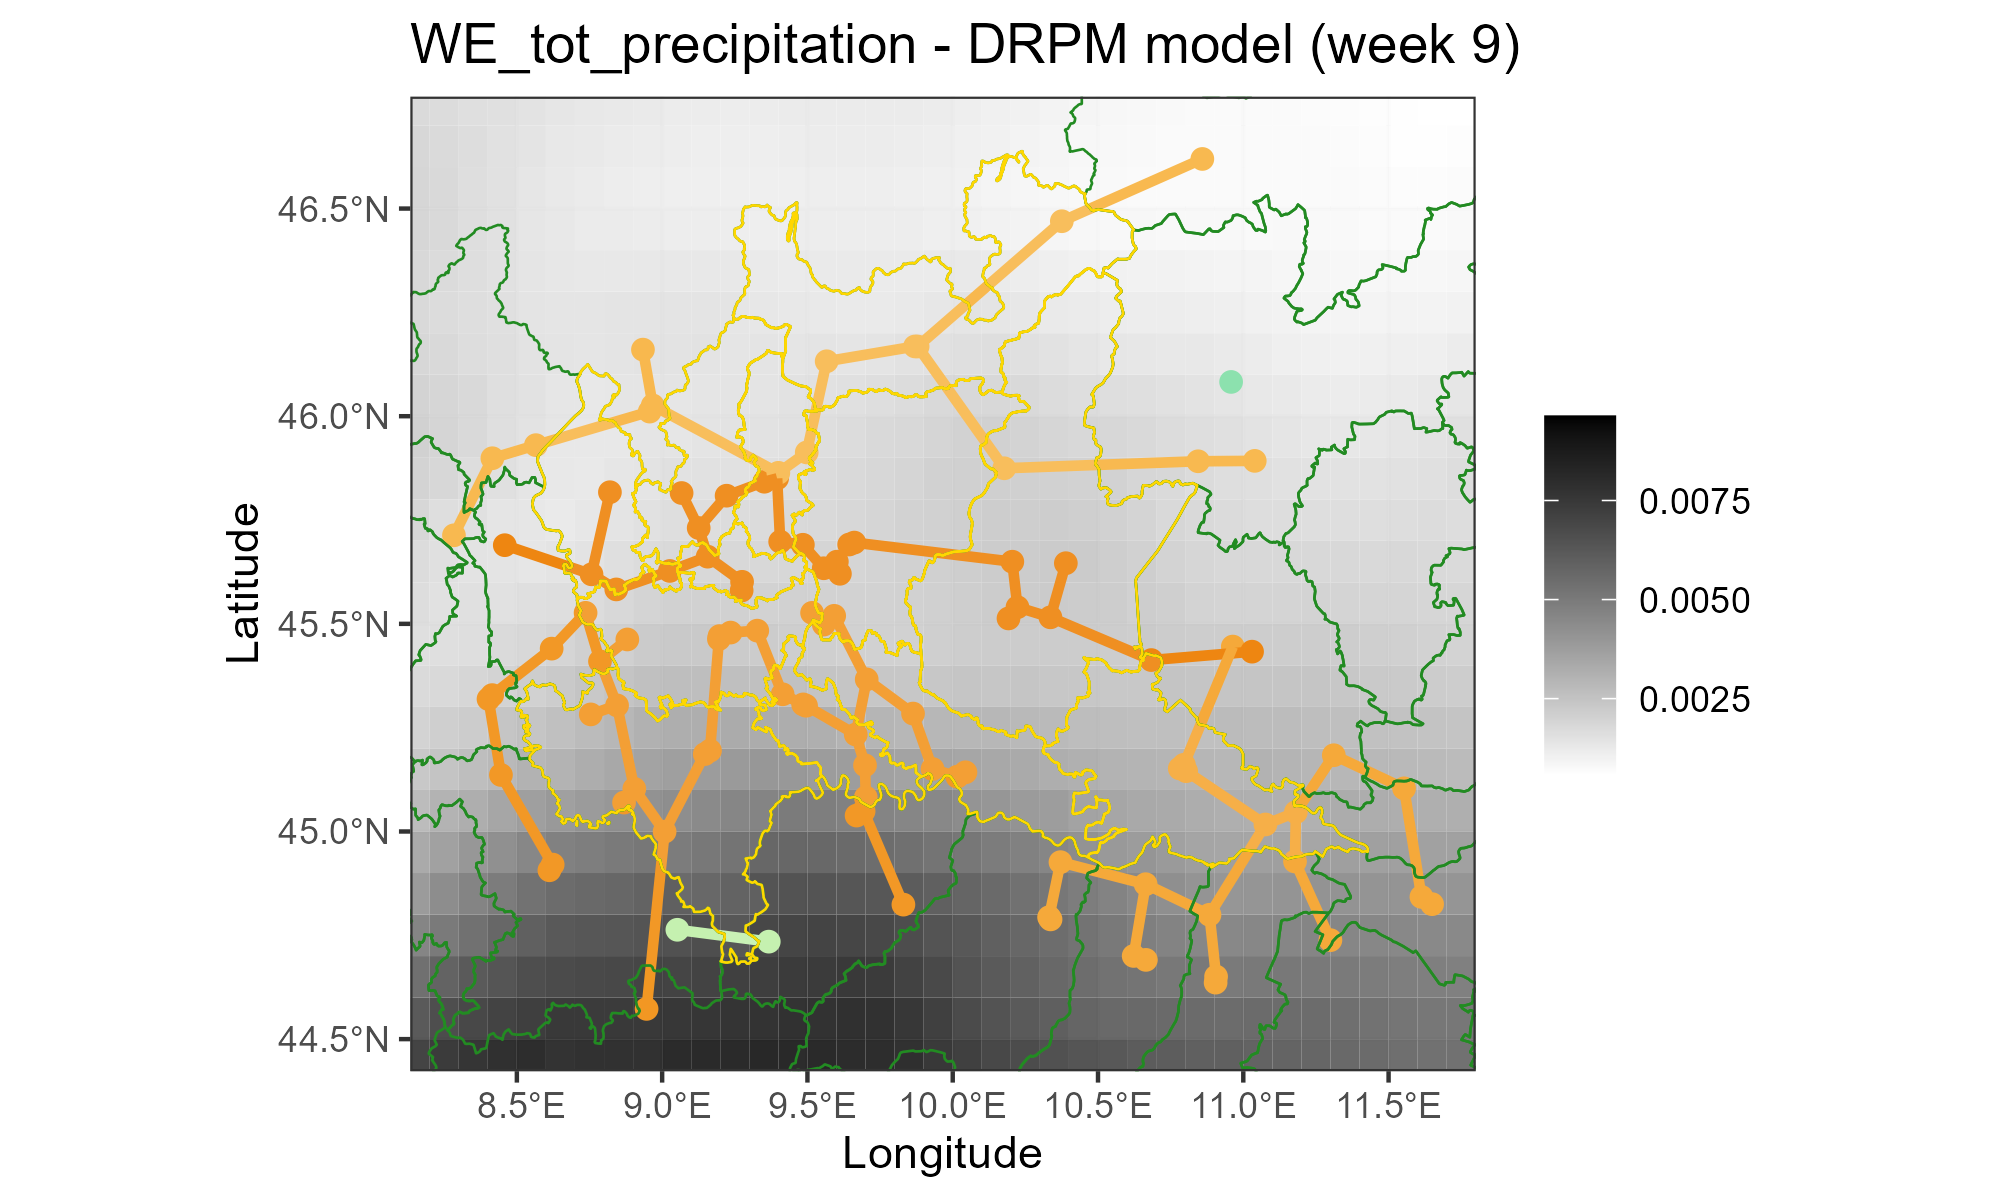 WE_tot_precipitation - DRPM model (week 9)
46.5°N
46.0°N
45.5°N
45.0°N
44.5°N
Latitude
8.5°E 9.0°E 9.5°E 10.0°E 10.5°E 11.0°E 11.5°E
Longitude
0.0075
0.0050
0.0025